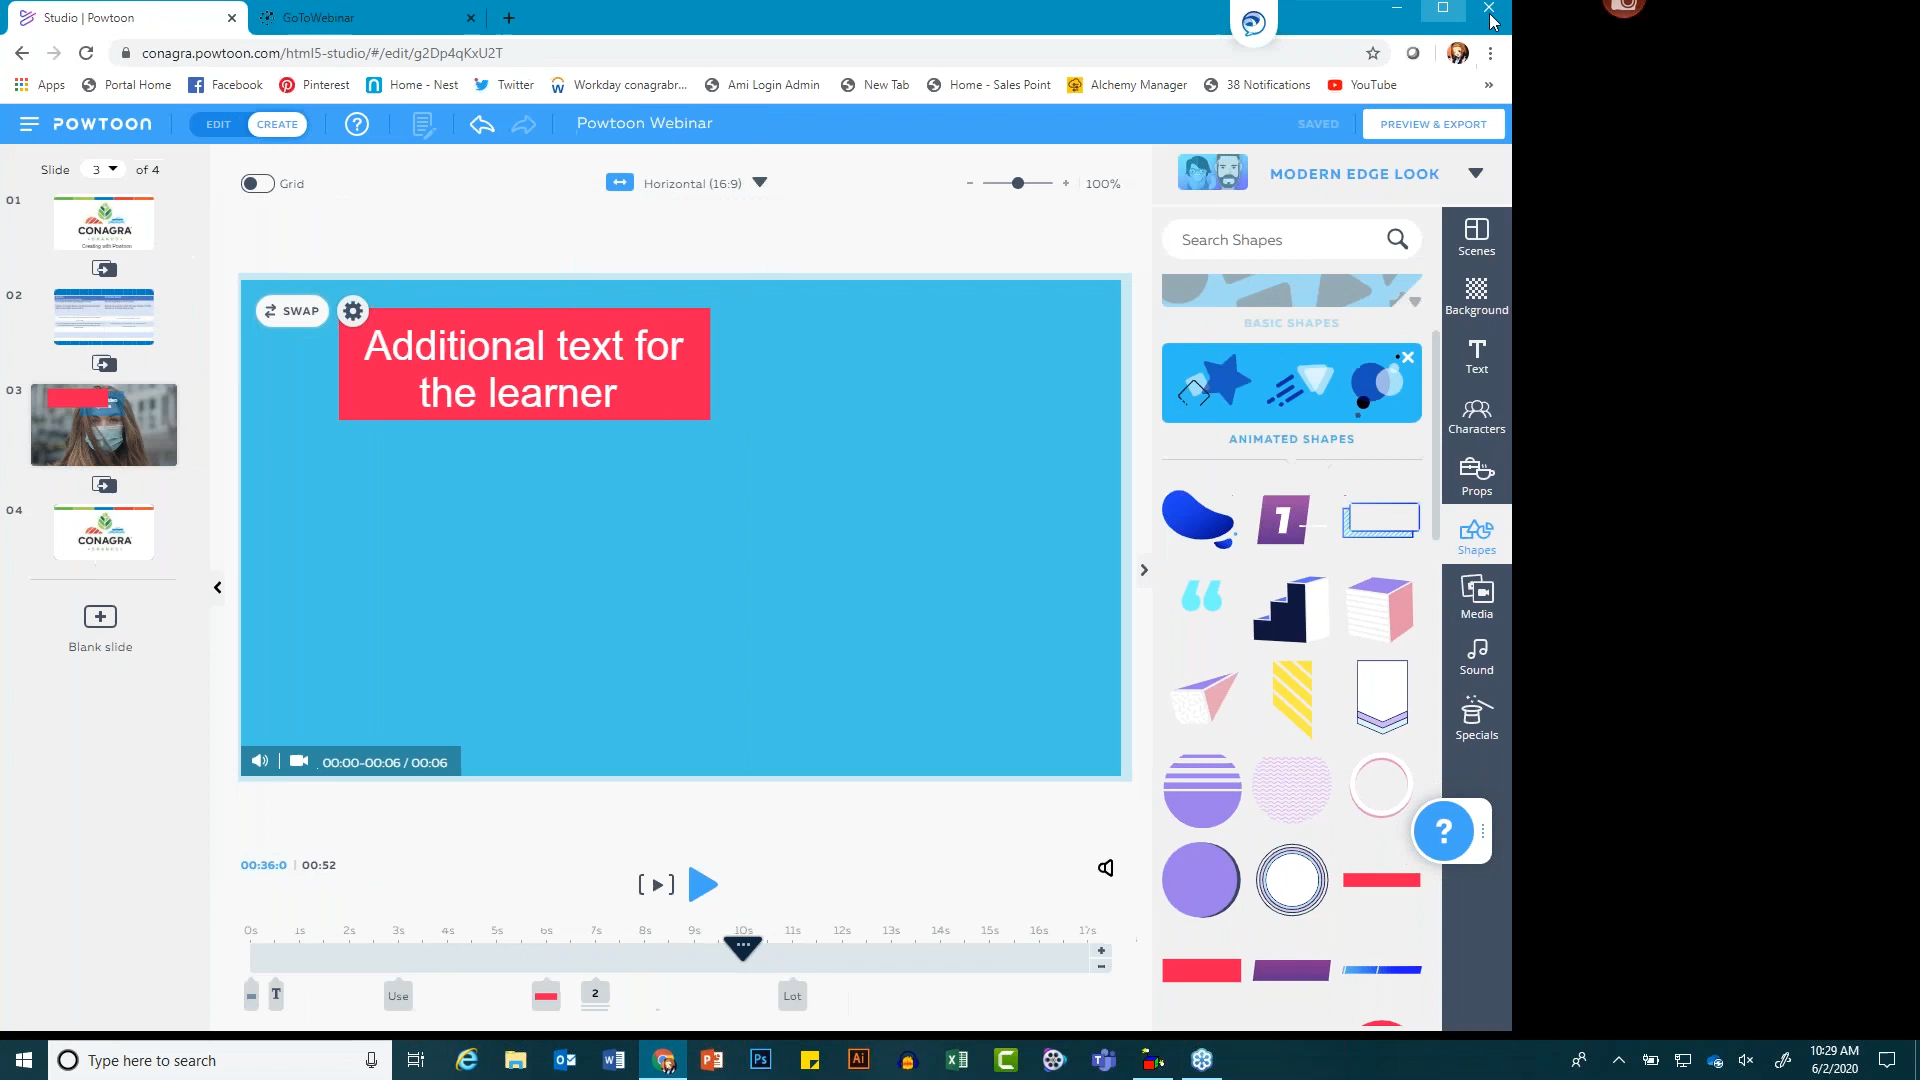 Studio | Powtoon
GoToWebinar
conagra.powtoon.com/html5-studio/#/edit/g2Dp4qKxU2T
Apps
Portal Home
Facebook
Pinterest
Home - Nest
Twitter
Workday conagrabr...
Ami Login Admin
New Tab
Home - Sales Point
Alchemy Manager
38 Notifications
YouTube
POWTOON
EDIT
CREATE
Powtoon Webinar
SAVED
PREVIEW & EXPORT
Slide 3 of 4
Grid
Horizontal (16:9)
100%
MODERN EDGE LOOK
01
CONAGRA
BRANDS
Creating with Powtoon
02
03
04
CONAGRA
BRANDS
Blank slide
SWAP
Additional text for
the learner
00:00-00:06 / 00:06
Search Shapes
BASIC SHAPES
ANIMATED SHAPES
1
Scenes
Background
Text
Characters
Props
Shapes
Media
Sound
Specials
?
00:36:0 | 00:52
0s 1s 2s 3s 4s 5s 6s 7s 8s 9s 10s 11s 12s 13s 14s 15s 16s 17s
T
Use
2
Lot
Type here to search
10:29 AM
6/2/2020